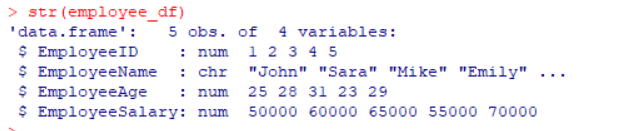 > str(employee_df)
'data.frame':   5 obs. of  4 variables:
 $ EmployeeID    : num  1 2 3 4 5
 $ EmployeeName  : chr  "John" "Sara" "Mike" "Emily" ...
 $ EmployeeAge   : num  25 28 31 23 29
 $ EmployeeSalary: num  50000 60000 65000 55000 70000